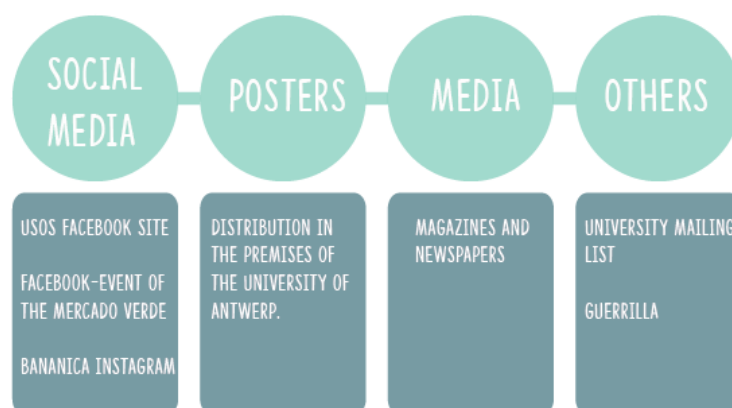 SOCIAL
MEDIA
POSTERS
MEDIA
OTHERS
USOS FACEBOOK SITE
FACEBOOK-EVENT OF
THE MERCADO VERDE
BANANICA INSTAGRAM
DISTRIBUTION IN
THE PREMISES OF
THE UNIVERSITY OF
ANTWERP.
MAGAZINES AND
NEWSPAPERS
UNIVERSITY MAILING
LIST
GUERRILLA